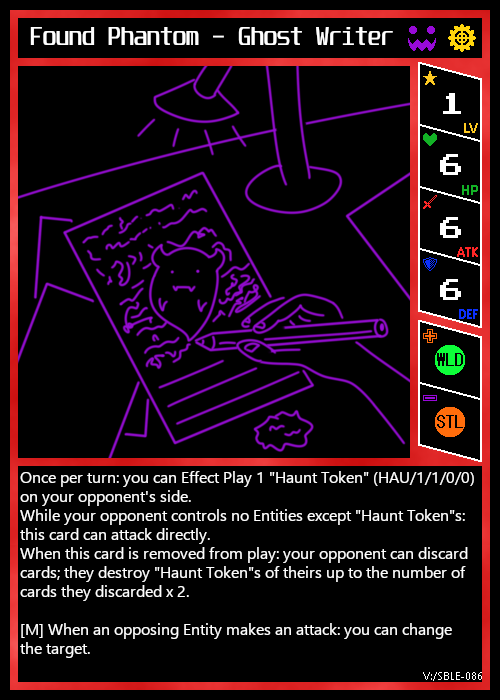 Found Phantom - Ghost Writer
1
LV
6
HP
6
ATK
6
DEF
WLD
STL
Once per turn: you can Effect Play 1 "Haunt Token" (HAU/1/1/0/0)
on your opponent's side.
While your opponent controls no Entities except "Haunt Token"s:
this card can attack directly.
When this card is removed from play: your opponent can discard
cards; they destroy "Haunt Token"s of theirs up to the number of
cards they discarded x 2.
[M] When an opposing Entity makes an attack: you can change
the target.
V:/SBLE-086